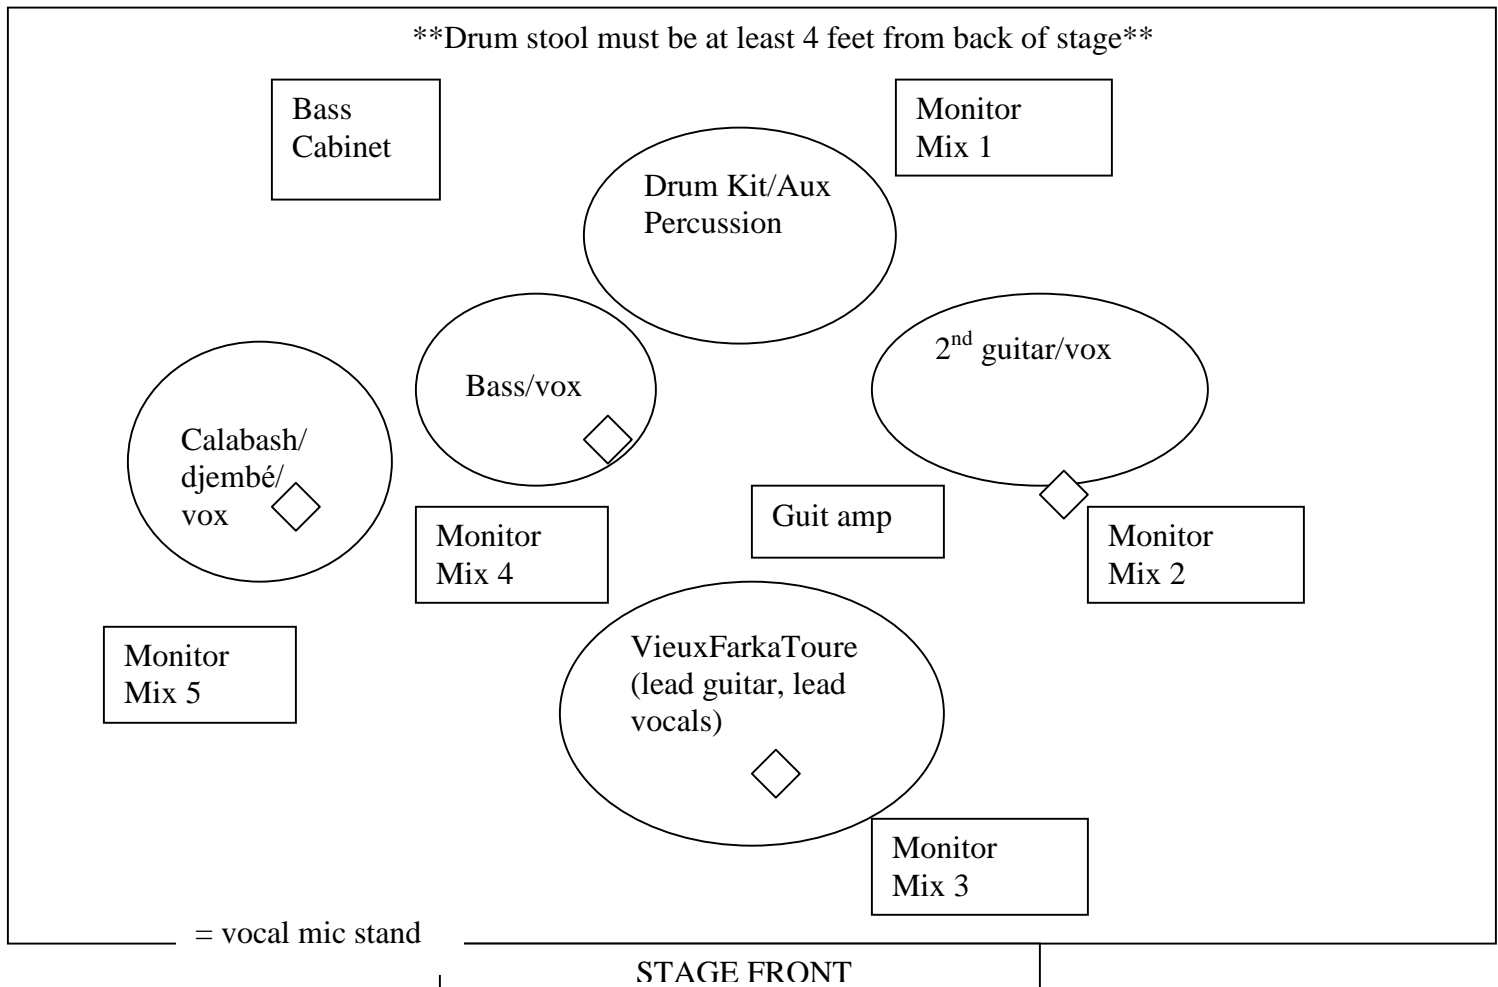 **Drum stool must be at least 4 feet from back of stage**
Bass
Cabinet
Monitor
Mix 1
Drum Kit/Aux
Percussion
2nd guitar/vox
Bass/vox
Calabash/
djembé/
vox
Guit amp
Monitor
Mix 4
Monitor
Mix 2
VieuxFarkaToure
(lead guitar, lead
vocals)
Monitor
Mix 5
Monitor
Mix 3
= vocal mic stand
STAGE FRONT